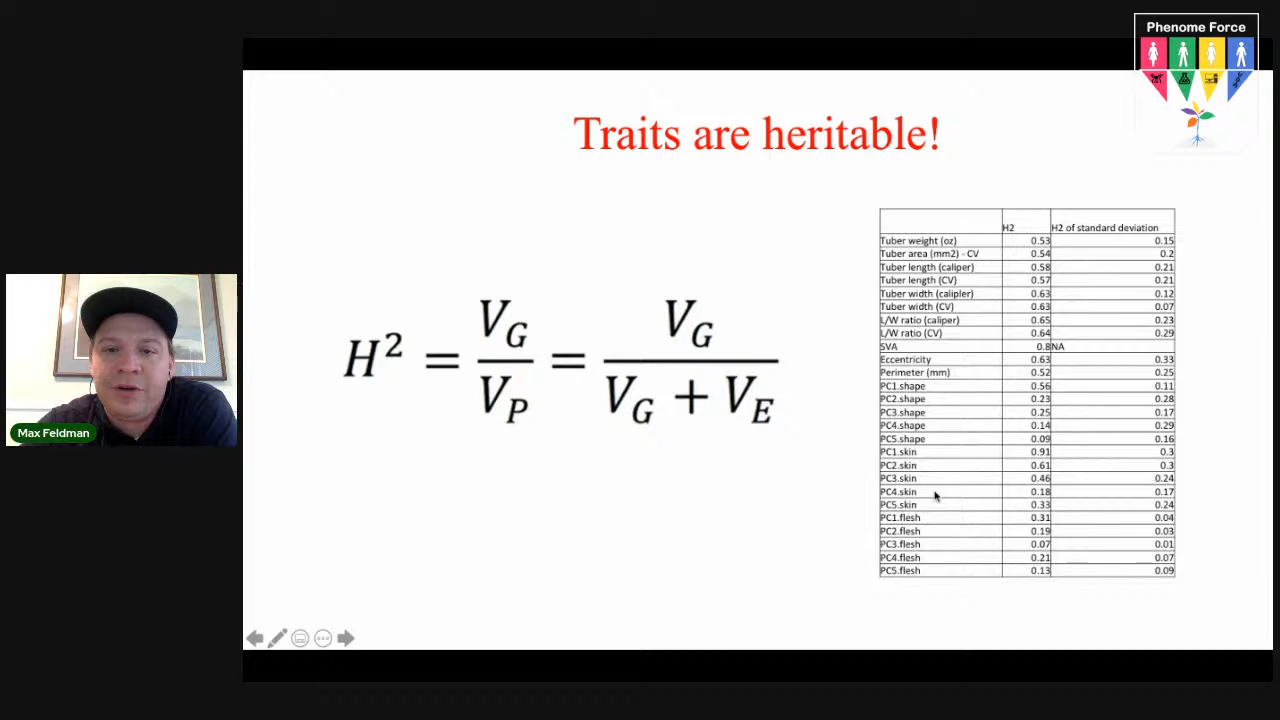 Phenome Force
Traits are heritable!
H² = V_G / V_P = V_G / (V_G + V_E)
H2 H2 of standard deviation
Tuber weight (oz) 0.53 0.15
Tuber area (mm2) - CV 0.54 0.2
Tuber length (caliper) 0.58 0.21
Tuber length (CV) 0.57 0.21
Tuber width (calipler) 0.63 0.12
Tuber width (CV) 0.63 0.07
L/W ratio (caliper) 0.65 0.23
L/W ratio (CV) 0.64 0.29
SVA 0.8 NA
Eccentricity 0.63 0.33
Perimeter (mm) 0.52 0.25
PC1.shape 0.56 0.11
PC2.shape 0.23 0.28
PC3.shape 0.25 0.17
PC4.shape 0.14 0.29
PC5.shape 0.09 0.16
PC1.skin 0.91 0.3
PC2.skin 0.61 0.3
PC3.skin 0.46 0.24
PC4.skin 0.18 0.17
PC5.skin 0.33 0.24
PC1.flesh 0.31 0.04
PC2.flesh 0.19 0.03
PC3.flesh 0.07 0.01
PC4.flesh 0.21 0.07
PC5.flesh 0.13 0.09
Max Feldman